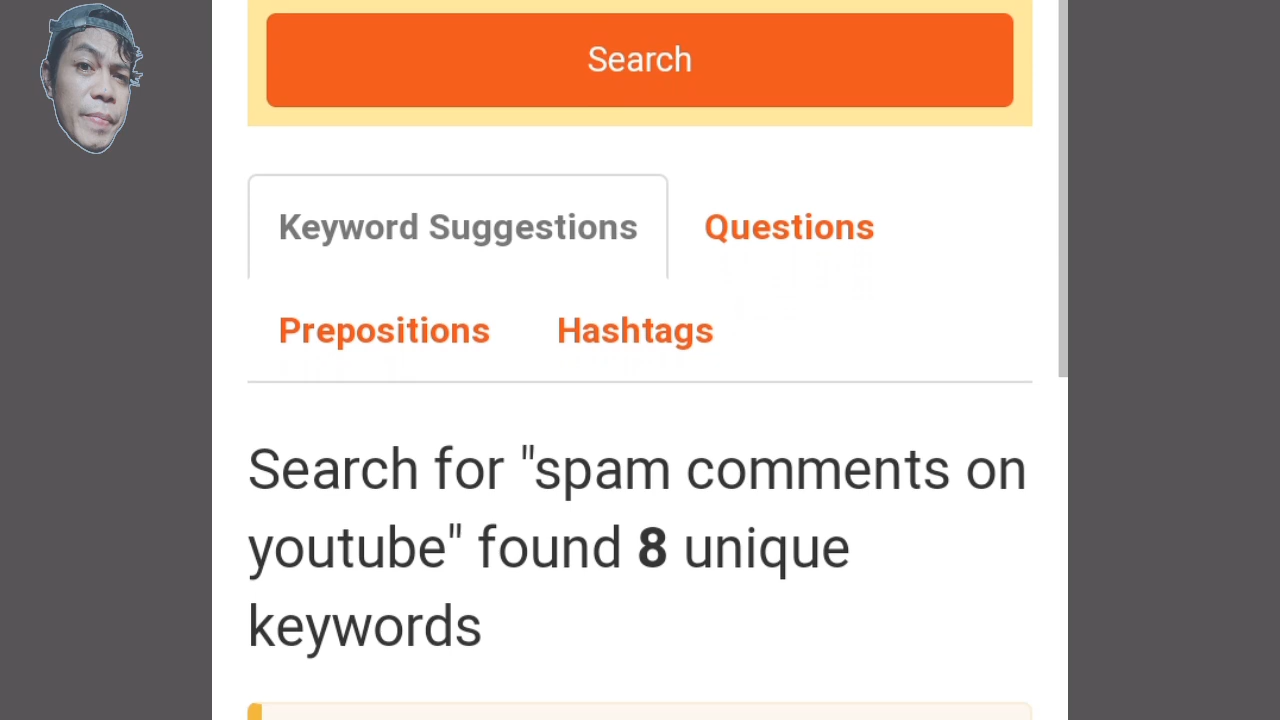 Search
Keyword Suggestions
Questions
Prepositions
Hashtags
Search for "spam comments on
youtube" found 8 unique
keywords